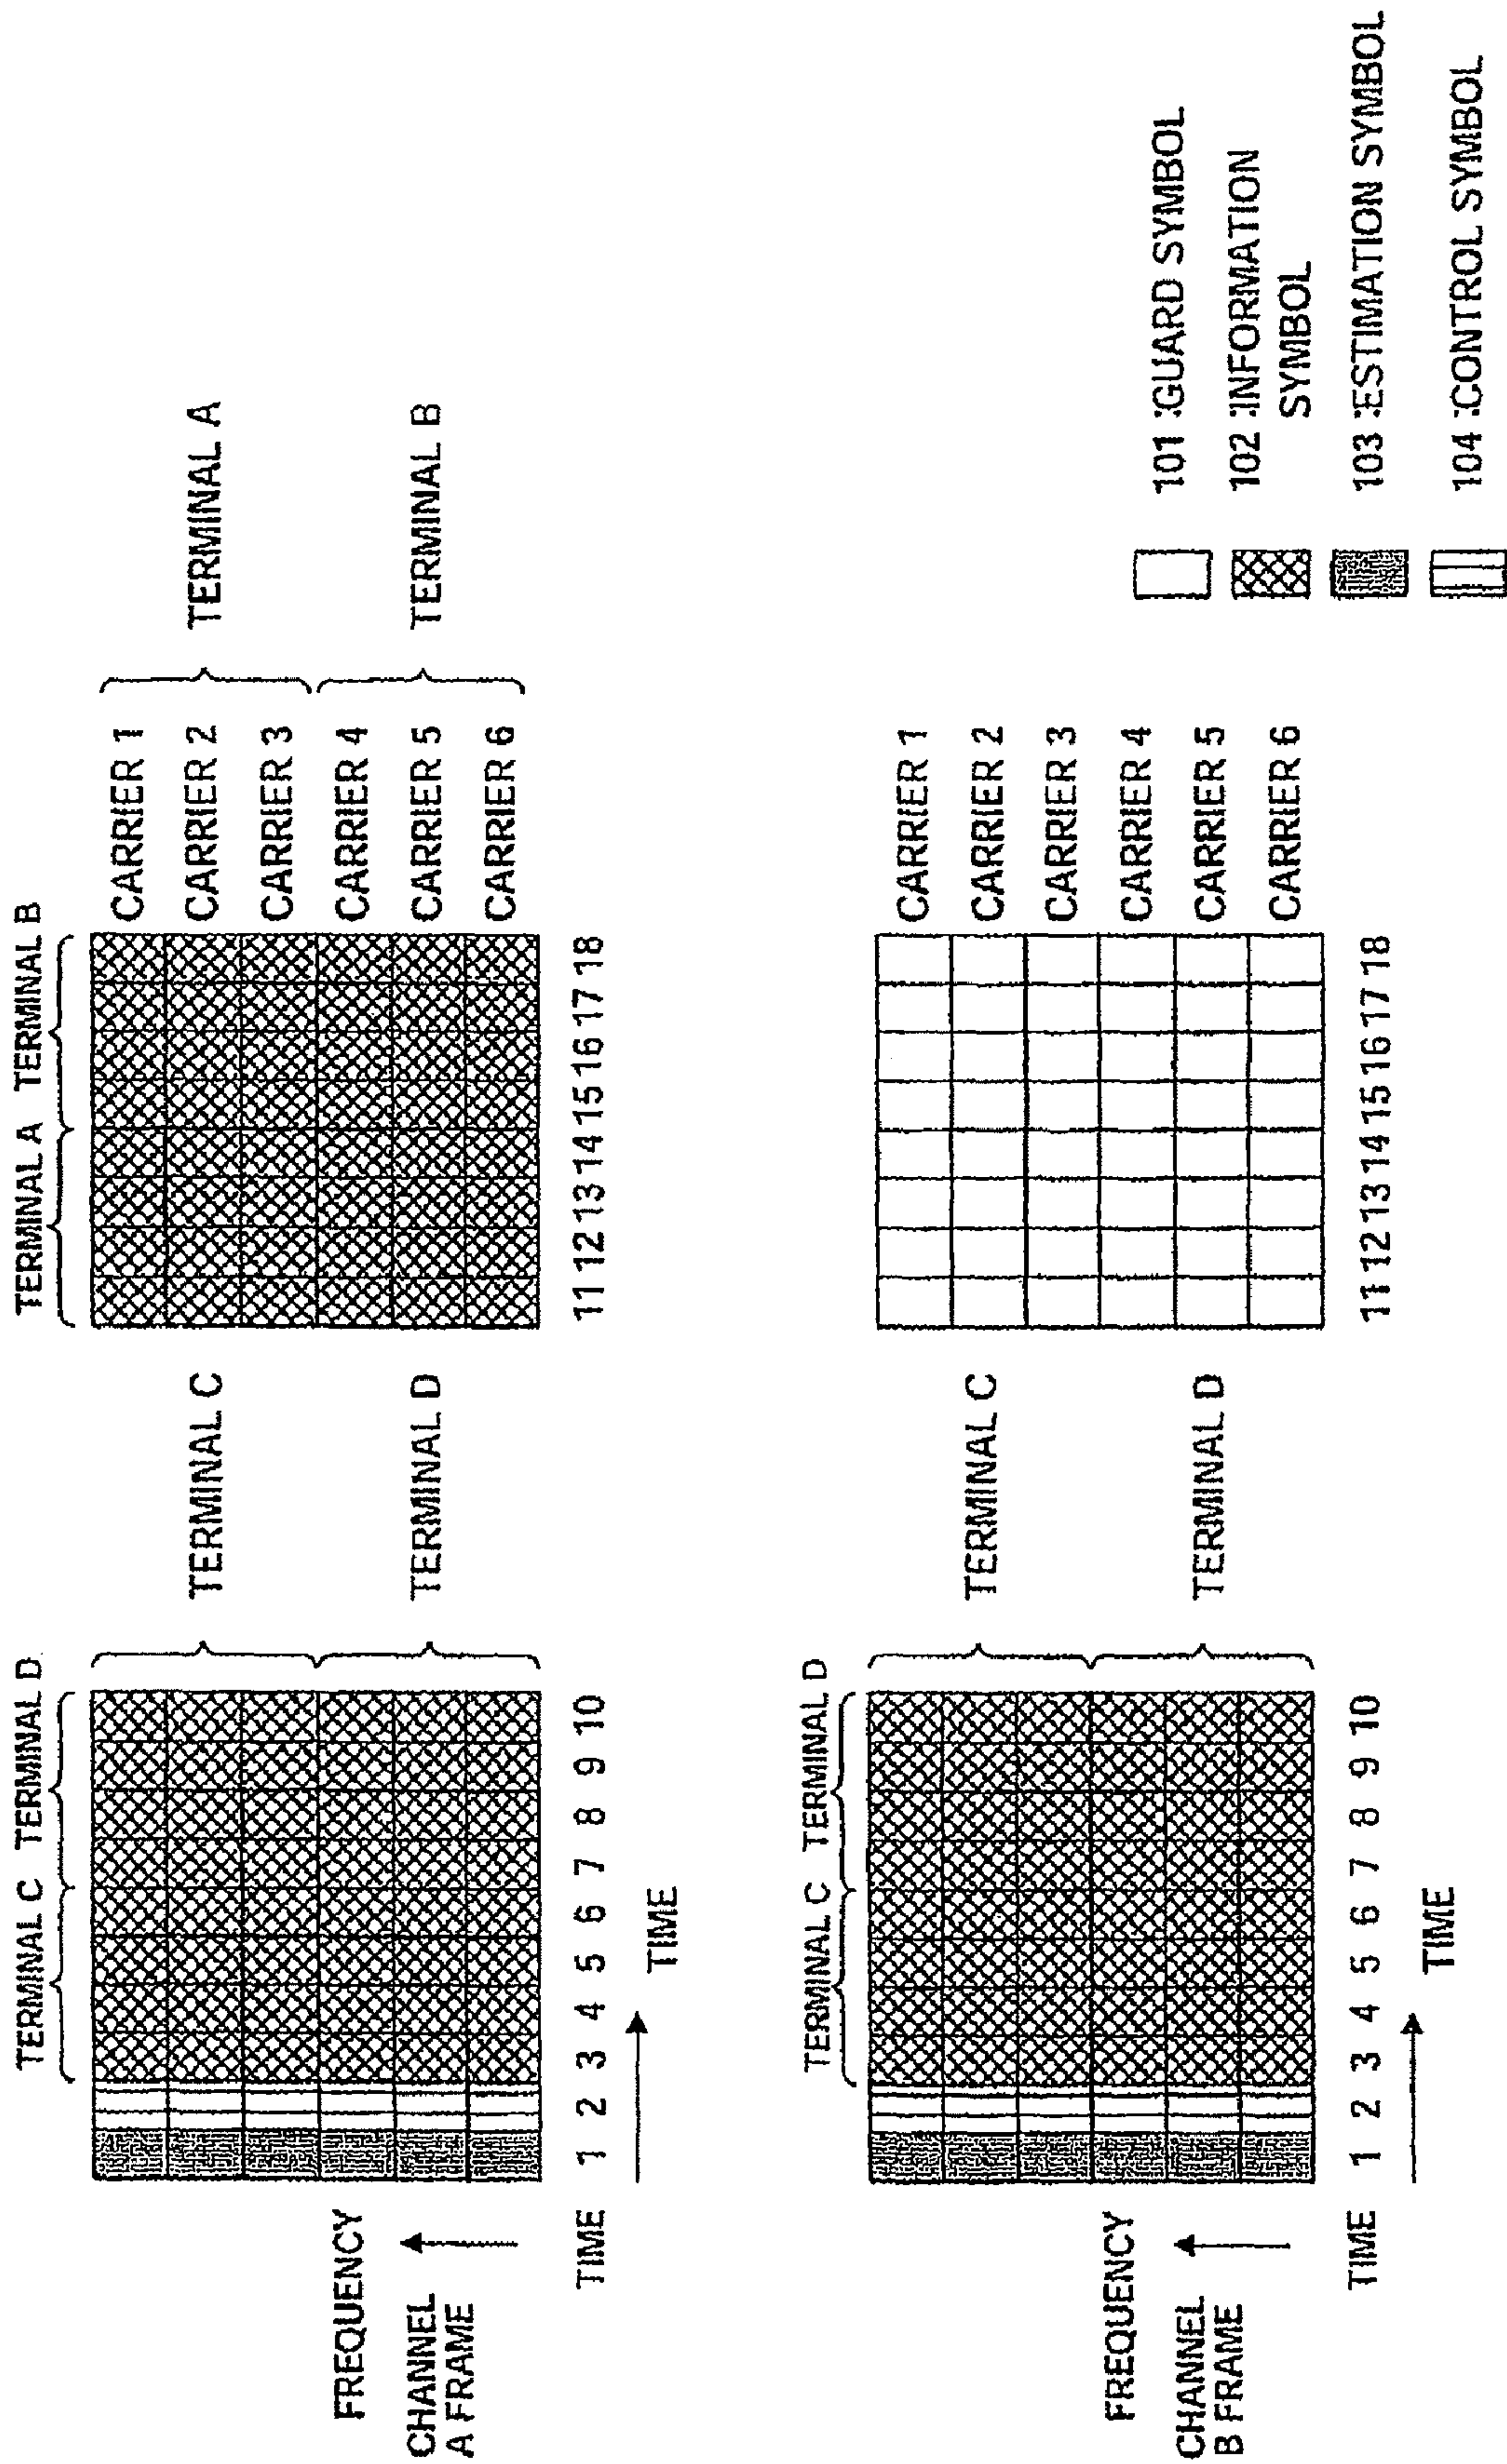 TERMINAL C TERMINAL D
TERMINAL A TERMINAL B
CARRIER 1
CARRIER 2
CARRIER 3
CARRIER 4
CARRIER 5
CARRIER 6
TERMINAL C
TERMINAL D
TERMINAL A
TERMINAL B
FREQUENCY
CHANNEL
A FRAME
TIME 1 2 3 4 5 6 7 8 9 10
11 12 13 14 15 16 17 18
TIME
TERMINAL C TERMINAL D
TERMINAL C
TERMINAL D
CARRIER 1
CARRIER 2
CARRIER 3
CARRIER 4
CARRIER 5
CARRIER 6
FREQUENCY
CHANNEL
B FRAME
TIME 1 2 3 4 5 6 7 8 9 10
11 12 13 14 15 16 17 18
TIME
101 :GUARD SYMBOL
102 :INFORMATION
SYMBOL
103 :ESTIMATION SYMBOL
104 :CONTROL SYMBOL